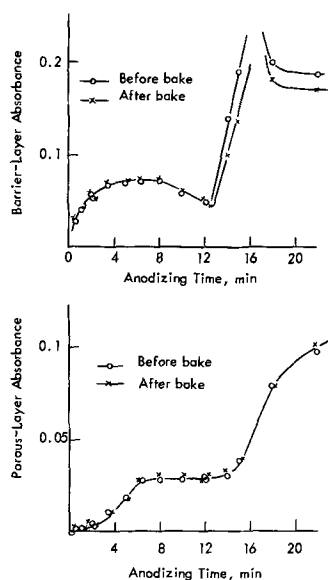 Barrier-Layer Absorbance
0.2
0.1
Before bake
After bake
0 4 8 12 16 20
Anodizing Time, min
Porous-Layer Absorbance
0.1
0.05
0
Before bake
After bake
0 4 8 12 16 20
Anodizing Time, min